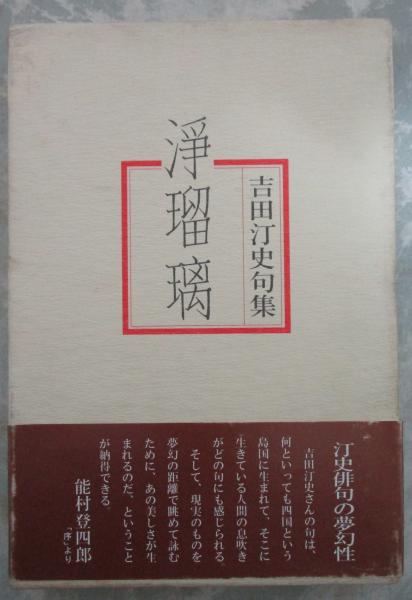 淨瑠璃
吉田汀史句集
汀史俳句の夢幻性
吉田汀史さんの句は、
何といっても四国という
島国に生まれて、そこに
生きている人間の息吹き
がどの句にも感じられる。
そして、現実のものを
夢幻の距離で眺めて詠む
ために、あの美しさが生
まれるのだ、ということ
が納得できる。
能村登四郎
「序」より